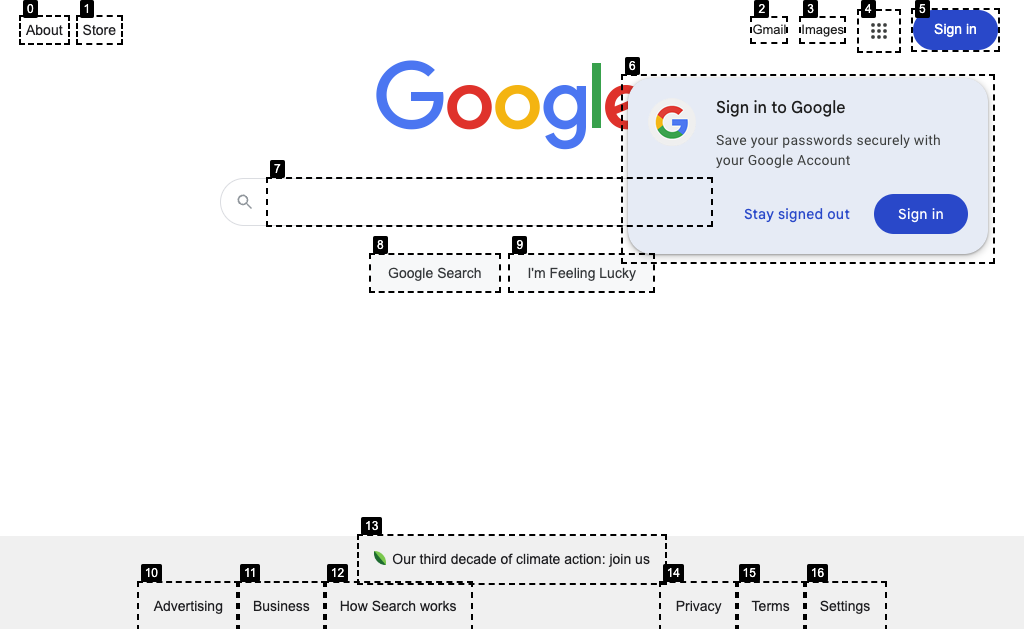 0 1 2 3 4 5
About Store Gmail Images Sign in
Google
6
Sign in to Google
Save your passwords securely with
your Google Account
7
Stay signed out Sign in
8 9
Google Search I'm Feeling Lucky
13
Our third decade of climate action: join us
10 11 12 14 15 16
Advertising Business How Search works Privacy Terms Settings